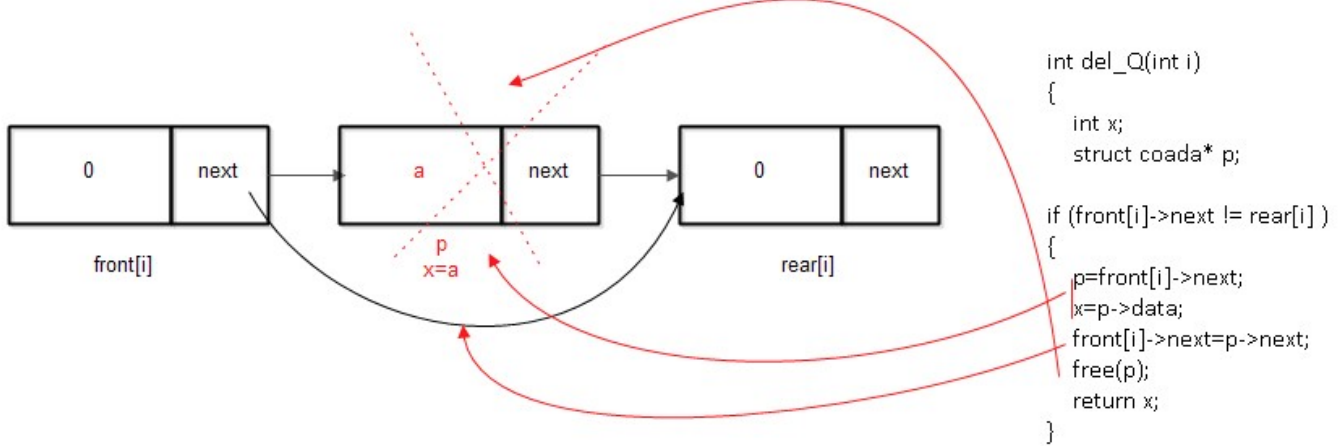 0 next a next 0 next
p
x=a
front[i] rear[i]
int del_Q(int i)
{
int x;
struct coada* p;
if (front[i]->next != rear[i] )
{
p=front[i]->next;
x=p->data;
front[i]->next=p->next;
free(p);
return x;
}